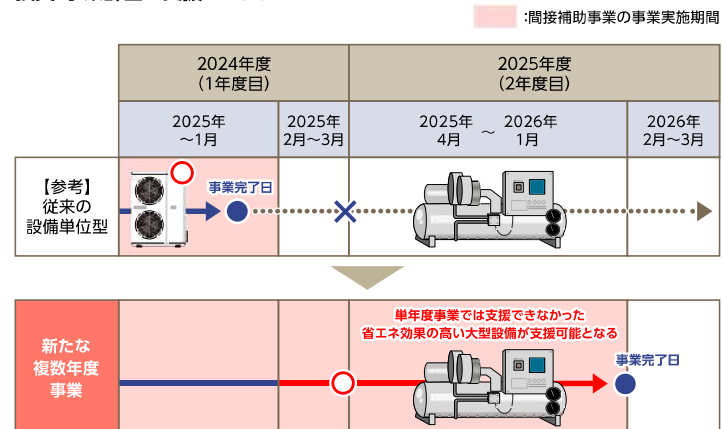 :間接補助事業の事業実施期間
2024年度
(1年度目)
2025年度
(2年度目)
2025年
~1月
2025年
2月~3月
2025年
4月
~
2026年
1月
2026年
2月~3月
【参考】
従来の
設備単位型
事業完了日
新たな
複数年度
事業
単年度事業では支援できなかった
省エネ効果の高い大型設備が支援可能となる
事業完了日